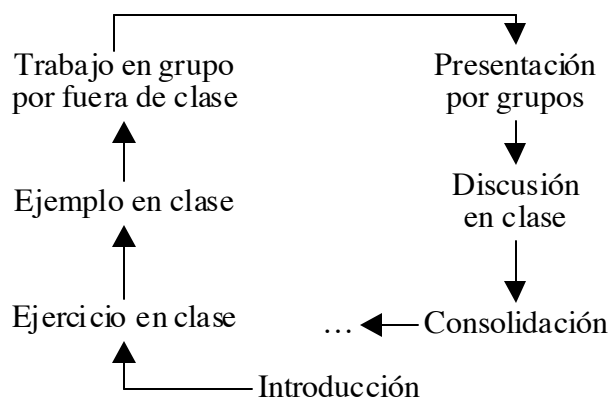 Trabajo en grupo
por fuera de clase
Presentación
por grupos
Ejemplo en clase
Discusión
en clase
Ejercicio en clase
…
Consolidación
Introducción